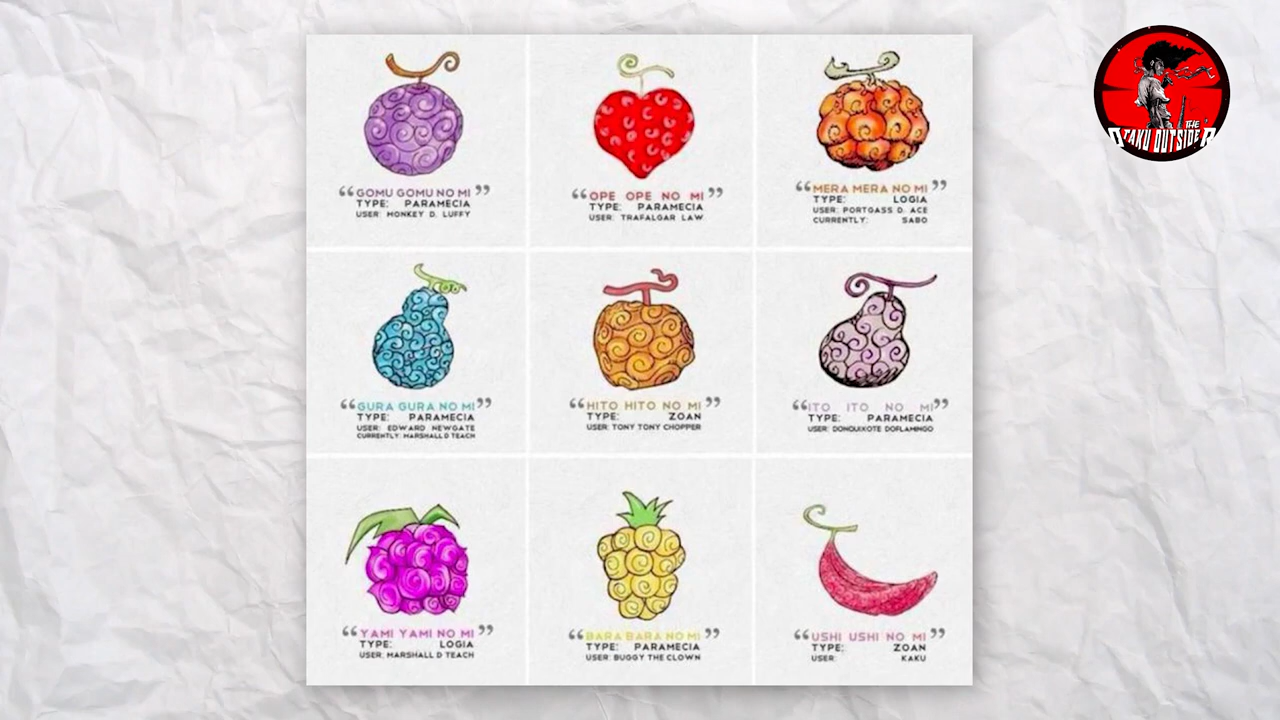 THE
OTAKU OUTSIDER
“GOMU GOMU NO MI”
TYPE: PARAMECIA
USER: MONKEY D. LUFFY
“OPE OPE NO MI”
TYPE: PARAMECIA
USER: TRAFALGAR LAW
“MERA MERA NO MI”
TYPE: LOGIA
USER: PORTGASS D. ACE
CURRENTLY: SABO
“GURA GURA NO MI”
TYPE: PARAMECIA
USER: EDWARD NEWGATE
CURRENTLY: MARSHALL D TEACH
“HITO HITO NO MI”
TYPE: ZOAN
USER: TONY TONY CHOPPER
“ITO ITO NO MI”
TYPE: PARAMECIA
USER: DONQUIXOTE DOFLAMINGO
“YAMI YAMI NO MI”
TYPE: LOGIA
USER: MARSHALL D TEACH
“BARA BARA NO MI”
TYPE: PARAMECIA
USER: BUGGY THE CLOWN
“USHI USHI NO MI”
TYPE: ZOAN
USER: KAKU